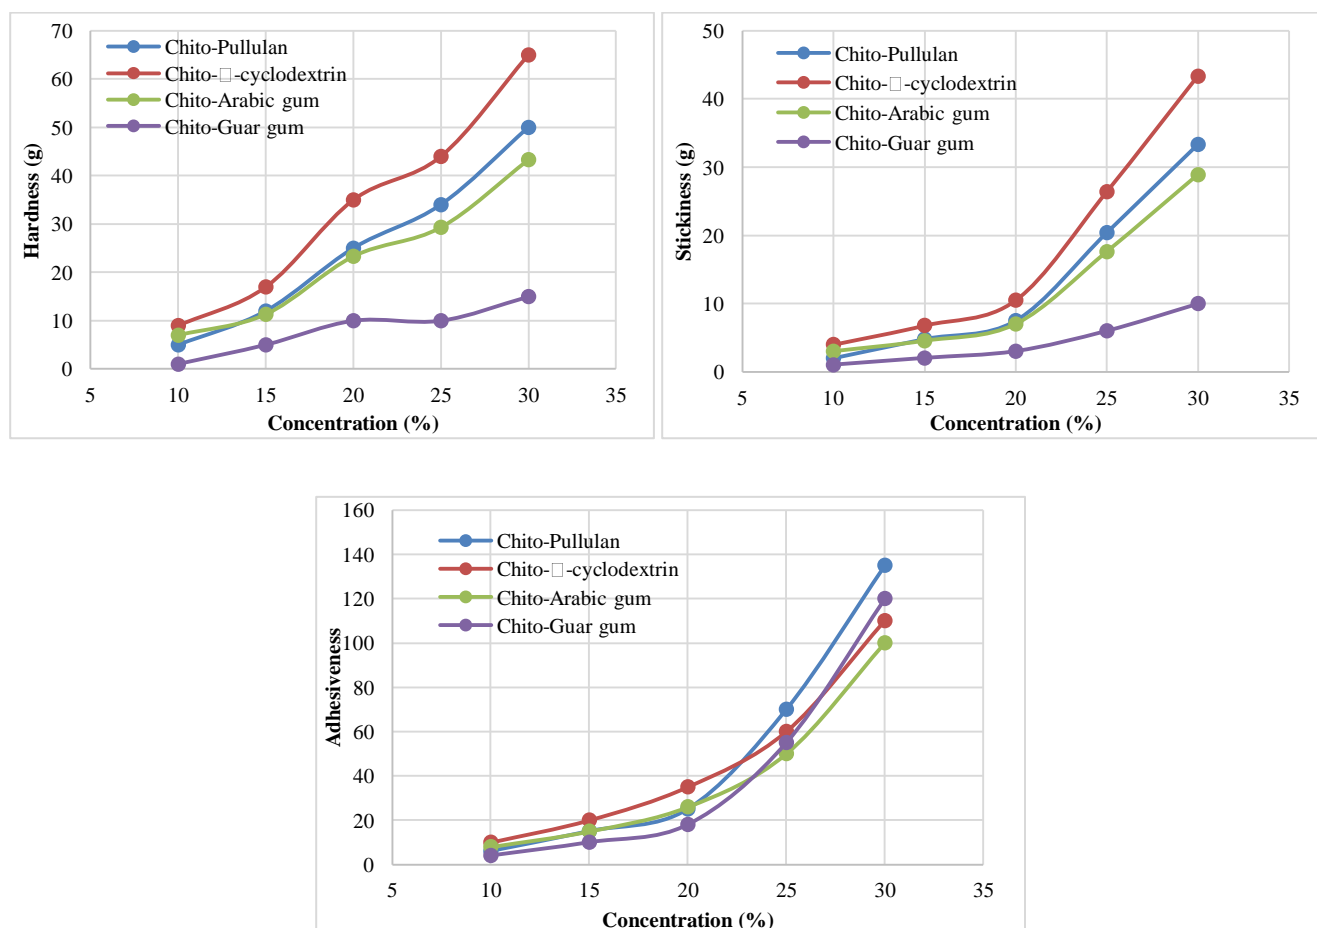 70
60
50
40
30
20
10
0
5 10 15 20 25 30 35
Hardness (g)
Concentration (%)
Chito-Pullulan
Chito-□-cyclodextrin
Chito-Arabic gum
Chito-Guar gum
50
40
30
20
10
0
5 10 15 20 25 30 35
Stickiness (g)
Concentration (%)
Chito-Pullulan
Chito-□-cyclodextrin
Chito-Arabic gum
Chito-Guar gum
160
140
120
100
80
60
40
20
0
5 10 15 20 25 30 35
Adhesiveness
Concentration (%)
Chito-Pullulan
Chito-□-cyclodextrin
Chito-Arabic gum
Chito-Guar gum